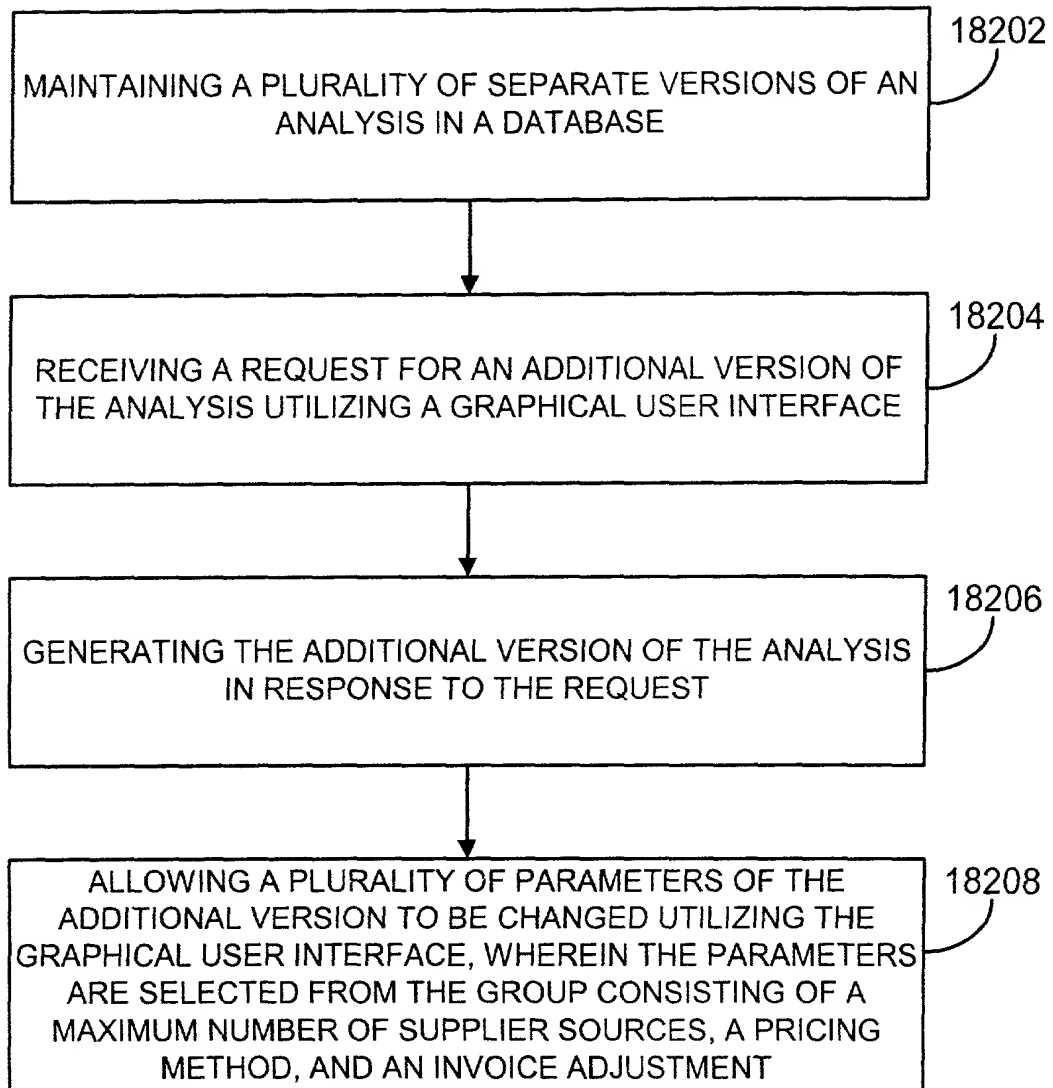 18202
MAINTAINING A PLURALITY OF SEPARATE VERSIONS OF AN
ANALYSIS IN A DATABASE
18204
RECEIVING A REQUEST FOR AN ADDITIONAL VERSION OF
THE ANALYSIS UTILIZING A GRAPHICAL USER INTERFACE
18206
GENERATING THE ADDITIONAL VERSION OF THE ANALYSIS
IN RESPONSE TO THE REQUEST
18208
ALLOWING A PLURALITY OF PARAMETERS OF THE
ADDITIONAL VERSION TO BE CHANGED UTILIZING THE
GRAPHICAL USER INTERFACE, WHEREIN THE PARAMETERS
ARE SELECTED FROM THE GROUP CONSISTING OF A
MAXIMUM NUMBER OF SUPPLIER SOURCES, A PRICING
METHOD, AND AN INVOICE ADJUSTMENT